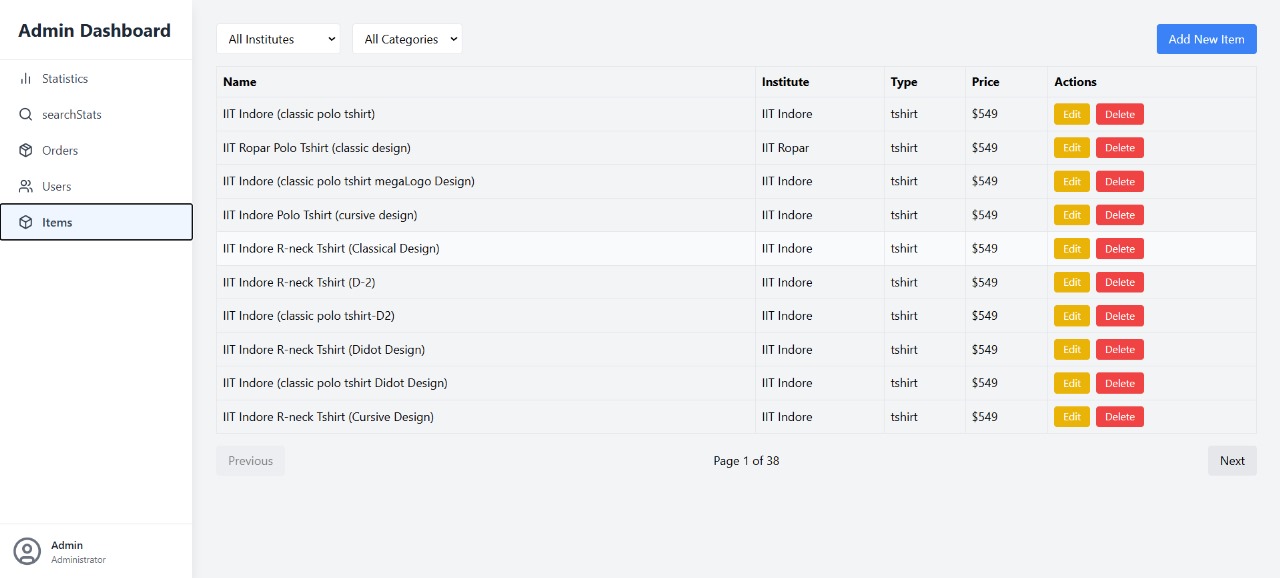 Admin Dashboard
Statistics
searchStats
Orders
Users
Items
Admin
Administrator
All Institutes All Categories Add New Item
Name Institute Type Price Actions
IIT Indore (classic polo tshirt) IIT Indore tshirt $549 Edit Delete
IIT Ropar Polo Tshirt (classic design) IIT Ropar tshirt $549 Edit Delete
IIT Indore (classic polo tshirt megaLogo Design) IIT Indore tshirt $549 Edit Delete
IIT Indore Polo Tshirt (cursive design) IIT Indore tshirt $549 Edit Delete
IIT Indore R-neck Tshirt (Classical Design) IIT Indore tshirt $549 Edit Delete
IIT Indore R-neck Tshirt (D-2) IIT Indore tshirt $549 Edit Delete
IIT Indore (classic polo tshirt-D2) IIT Indore tshirt $549 Edit Delete
IIT Indore R-neck Tshirt (Didot Design) IIT Indore tshirt $549 Edit Delete
IIT Indore (classic polo tshirt Didot Design) IIT Indore tshirt $549 Edit Delete
IIT Indore R-neck Tshirt (Cursive Design) IIT Indore tshirt $549 Edit Delete
Previous Page 1 of 38 Next